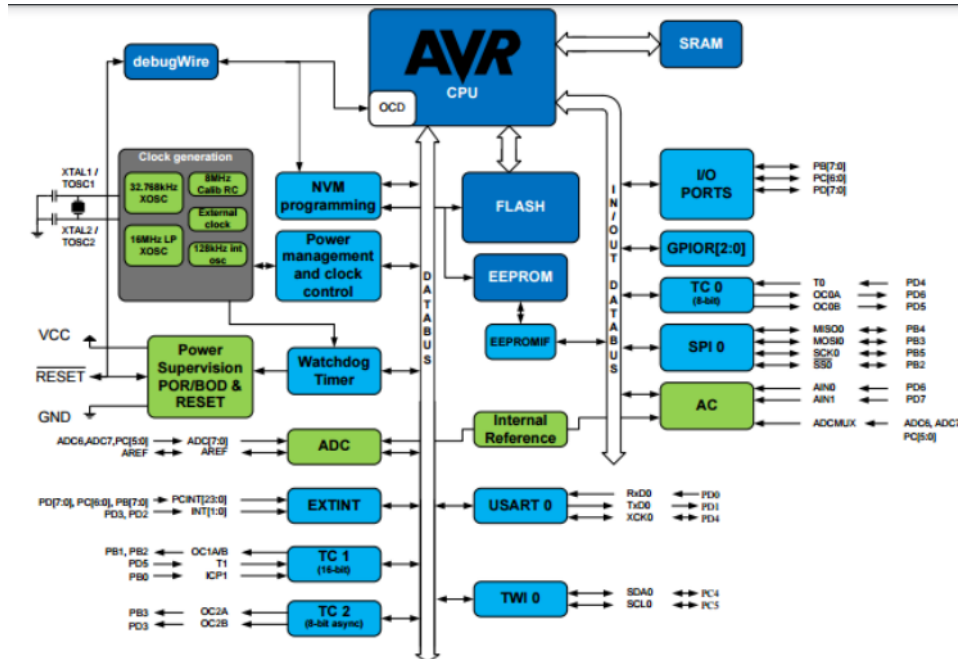 AVR
CPU
OCD
SRAM
debugWire
Clock generation
XTAL1 /
TOSC1
32.768kHz
XOSC
8MHz
Calib RC
External
clock
XTAL2 /
TOSC2
16MHz LP
XOSC
128kHz int
osc
NVM
programming
Power
management
and clock
control
FLASH
EEPROM
EEPROMIF
DATABUS
IN/OUT DATABUS
I/O
PORTS
PB[7:0]
PC[6:0]
PD[7:0]
GPIOR[2:0]
TC 0
(8-bit)
T0 PD4
OC0A PD6
OC0B PD5
SPI 0
MISO0 PB4
MOSI0 PB3
SCK0 PB5
SS0 PB2
AC
AIN0 PD6
AIN1 PD7
ADCMUX ADC6, ADC7
PC[5:0]
VCC
RESET
GND
Power
Supervision
POR/BOD &
RESET
Watchdog
Timer
Internal
Reference
ADC6,ADC7,PC[5:0] ADC[7:0]
AREF AREF
ADC
PD[7:0], PC[6:0], PB[7:0] PCINT[23:0]
PD3, PD2 INT[1:0]
EXTINT
USART 0
RxD0 PD0
TxD0 PD1
XCK0 PD4
PB1, PB2 OC1A/B
PD5 T1
PB0 ICP1
TC 1
(16-bit)
TWI 0
SDA0 PC4
SCL0 PC5
PB3 OC2A
PD3 OC2B
TC 2
(8-bit async)